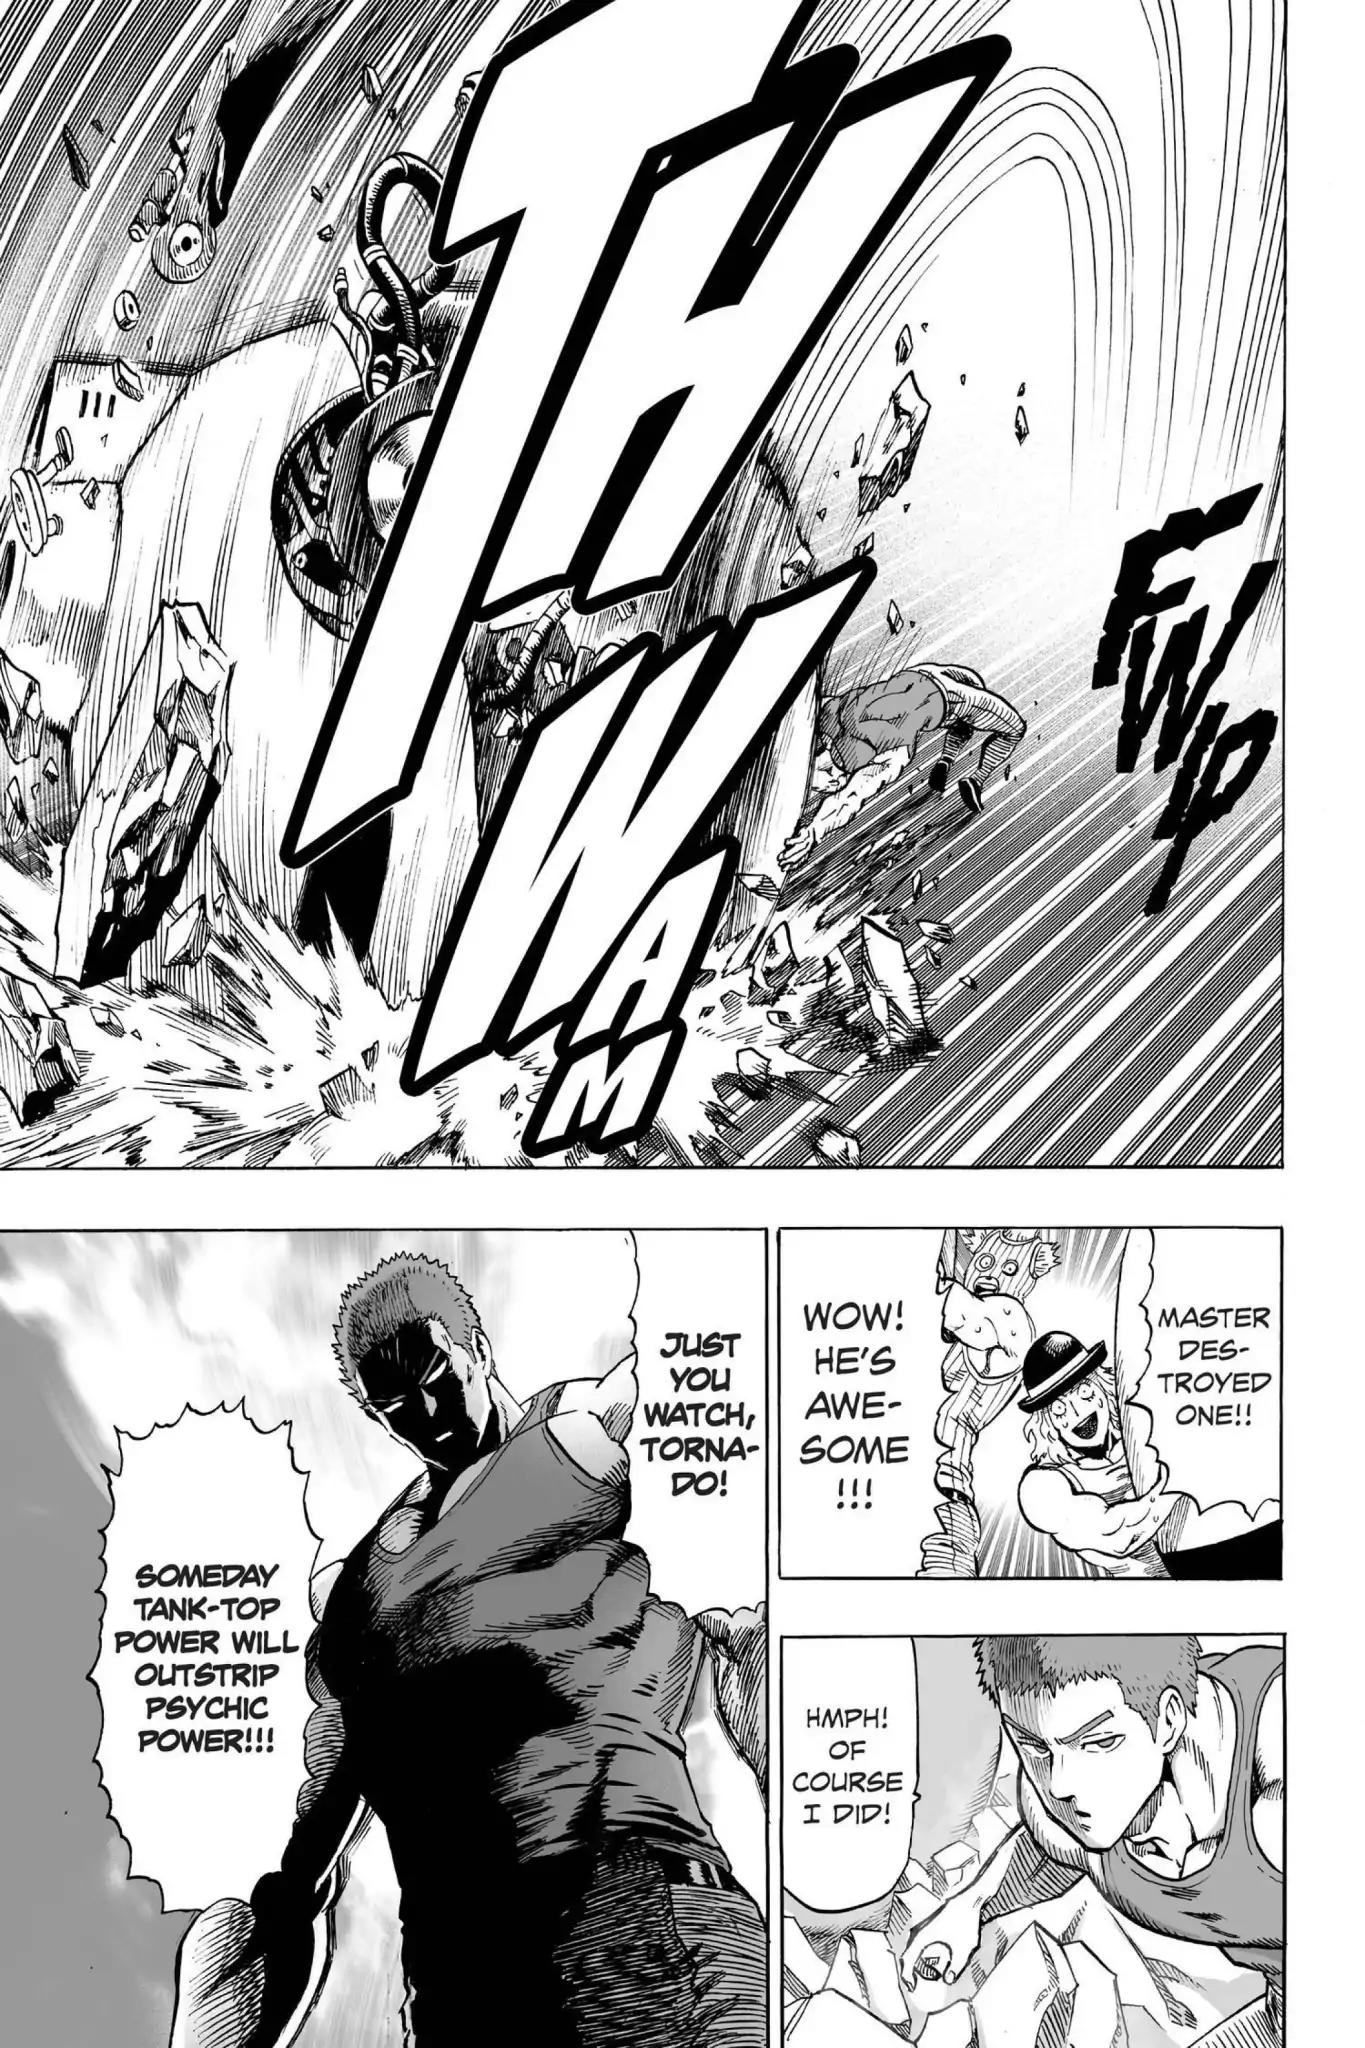 THWAM
FWIP
MASTER
DES-
TROYED
ONE!!
WOW!
HE'S
AWE-
SOME
!!!
HMPH!
OF
COURSE
I DID!
JUST
YOU
WATCH,
TORNA-
DO!
SOMEDAY
TANK-TOP
POWER WILL
OUTSTRIP
PSYCHIC
POWER!!!